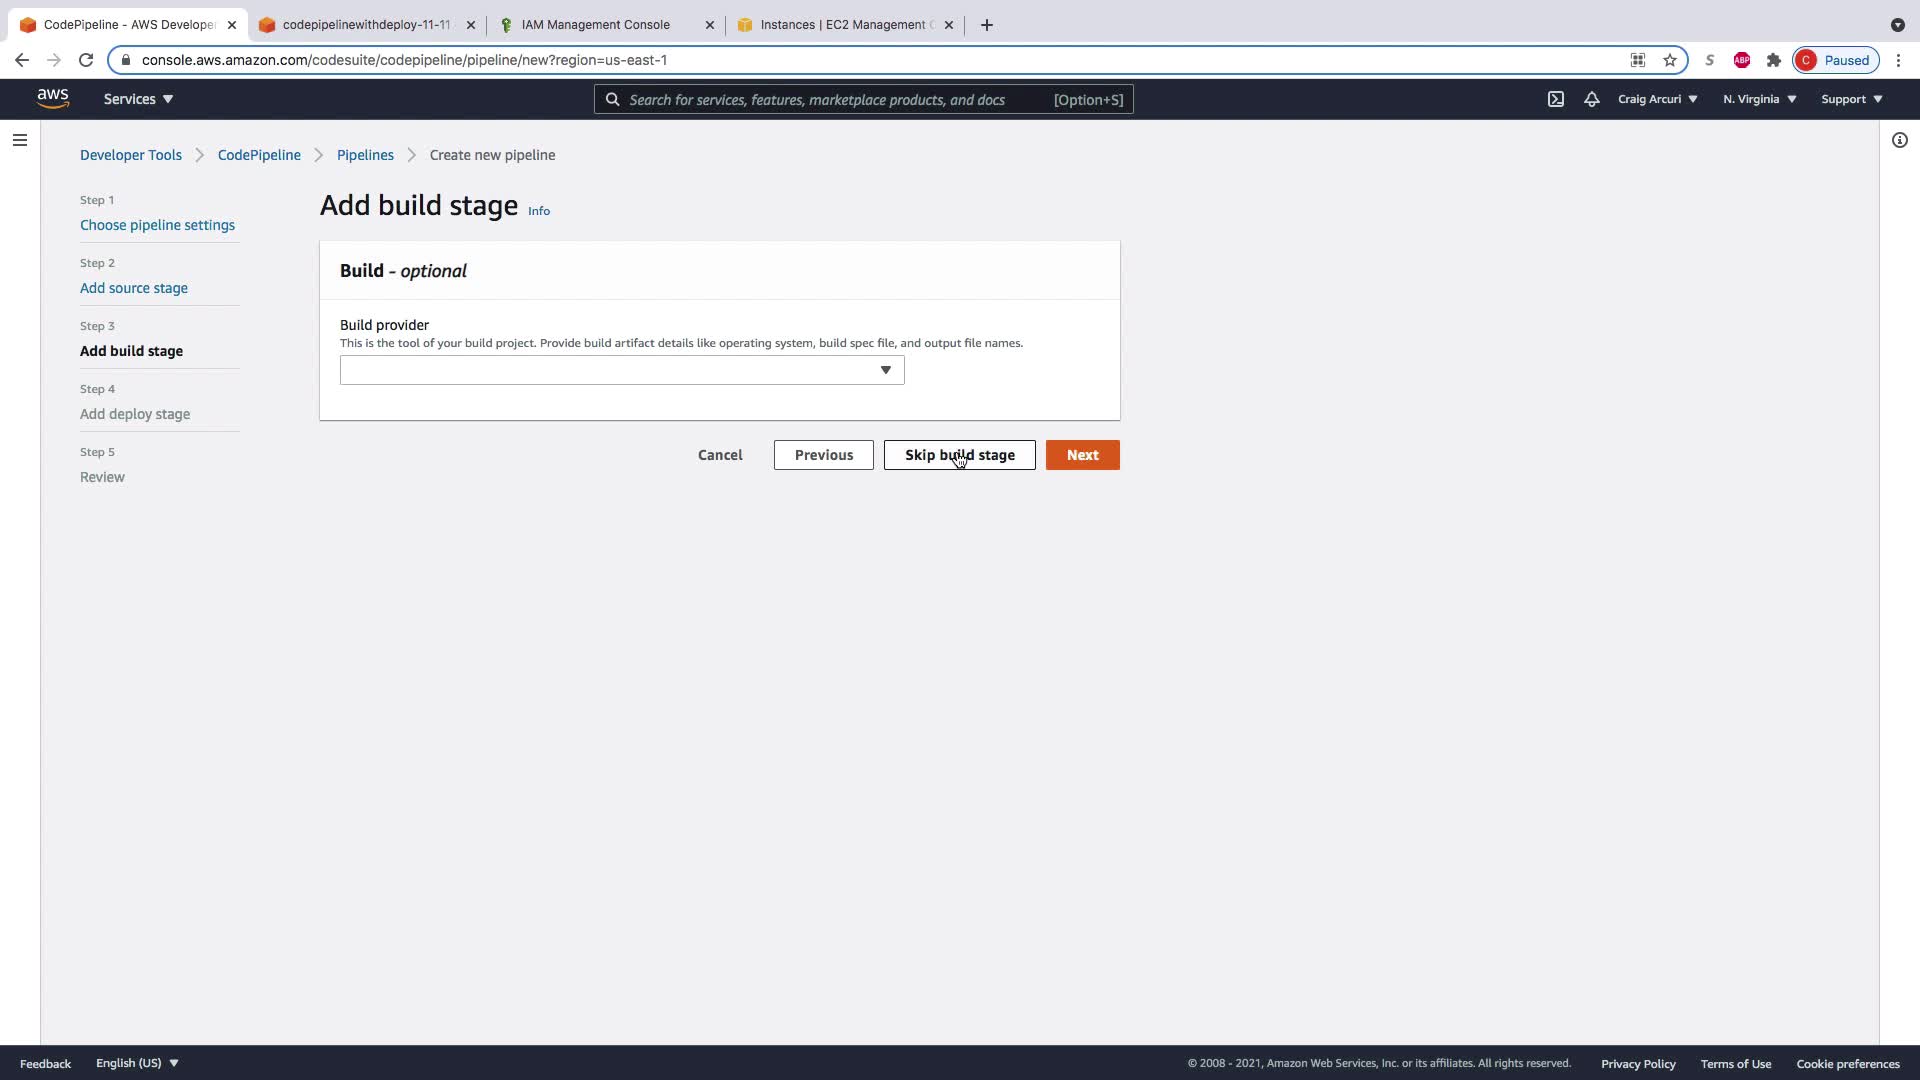 CodePipeline - AWS Developer
codepipelinewithdeploy-11-11
IAM Management Console
Instances | EC2 Management C
console.aws.amazon.com/codesuite/codepipeline/pipeline/new?region=us-east-1
S
ABP
C
Paused
aws
Services
Search for services, features, marketplace products, and docs
[Option+S]
Craig Arcuri
N. Virginia
Support
Developer Tools
CodePipeline
Pipelines
Create new pipeline
Step 1
Choose pipeline settings
Step 2
Add source stage
Step 3
Add build stage
Step 4
Add deploy stage
Step 5
Review
Add build stage Info
Build - optional
Build provider
This is the tool of your build project. Provide build artifact details like operating system, build spec file, and output file names.
Cancel
Previous
Skip build stage
Next
Feedback
English (US)
© 2008 - 2021, Amazon Web Services, Inc. or its affiliates. All rights reserved.
Privacy Policy
Terms of Use
Cookie preferences